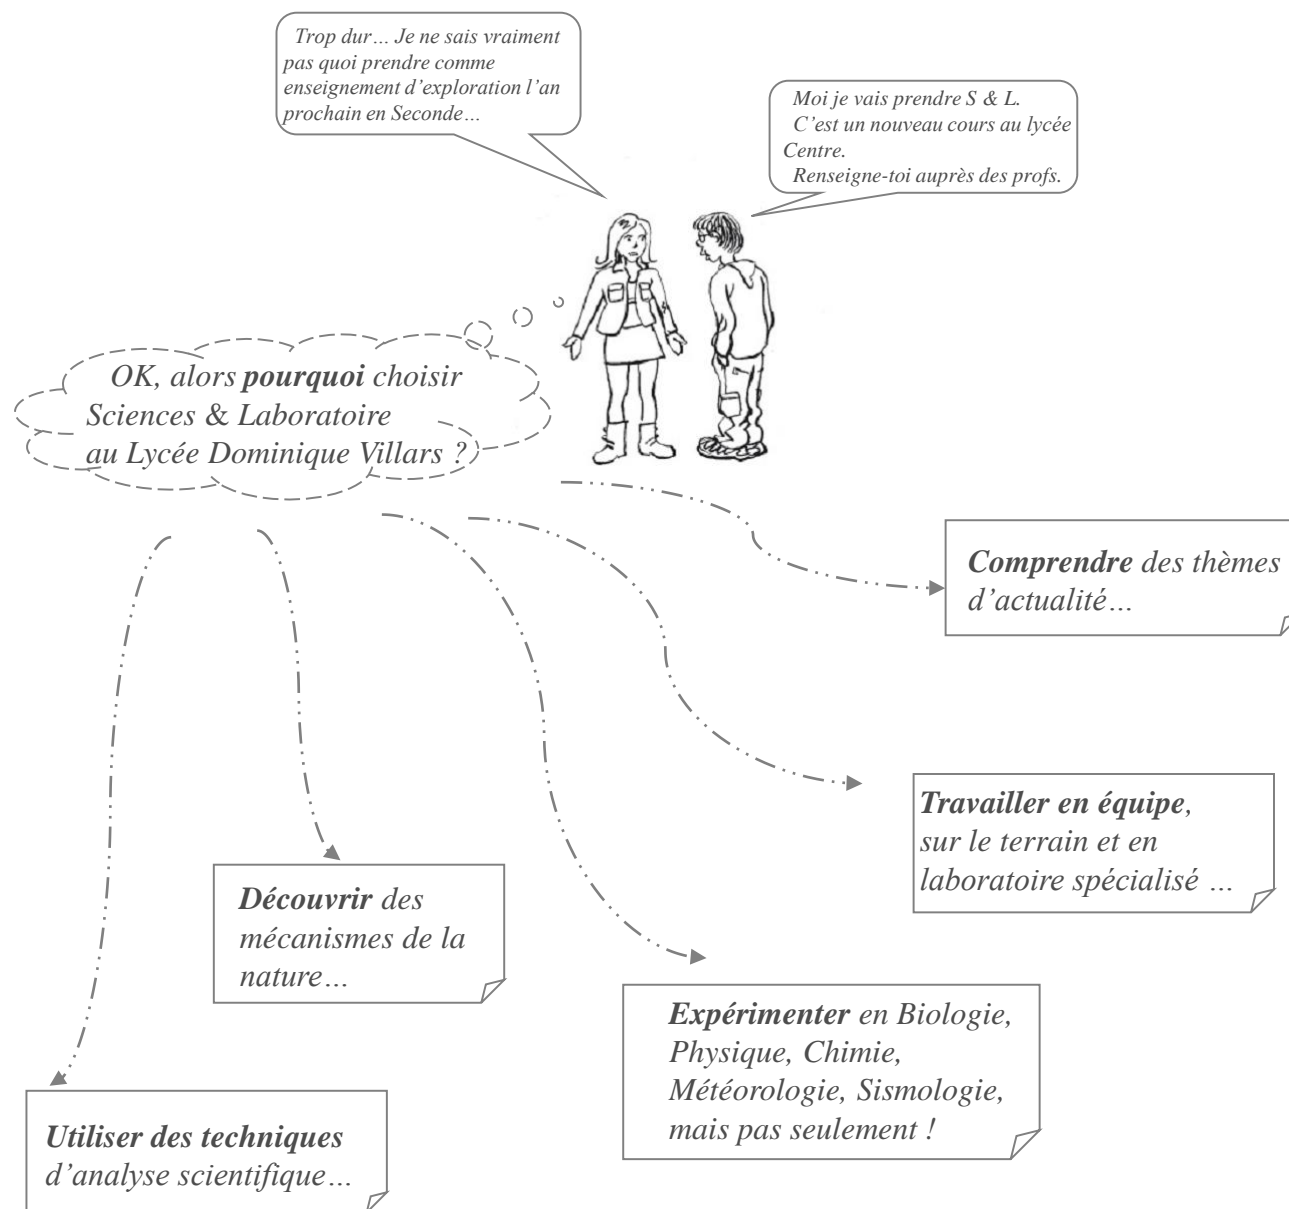 Trop dur… Je ne sais vraiment
pas quoi prendre comme
enseignement d’exploration l’an
prochain en Seconde…
Moi je vais prendre S & L.
C’est un nouveau cours au lycée
Centre.
Renseigne-toi auprès des profs.
OK, alors pourquoi choisir
Sciences & Laboratoire
au Lycée Dominique Villars ?
Comprendre des thèmes
d’actualité…
Travailler en équipe,
sur le terrain et en
laboratoire spécialisé …
Découvrir des
mécanismes de la
nature…
Expérimenter en Biologie,
Physique, Chimie,
Météorologie, Sismologie,
mais pas seulement !
Utiliser des techniques
d’analyse scientifique…